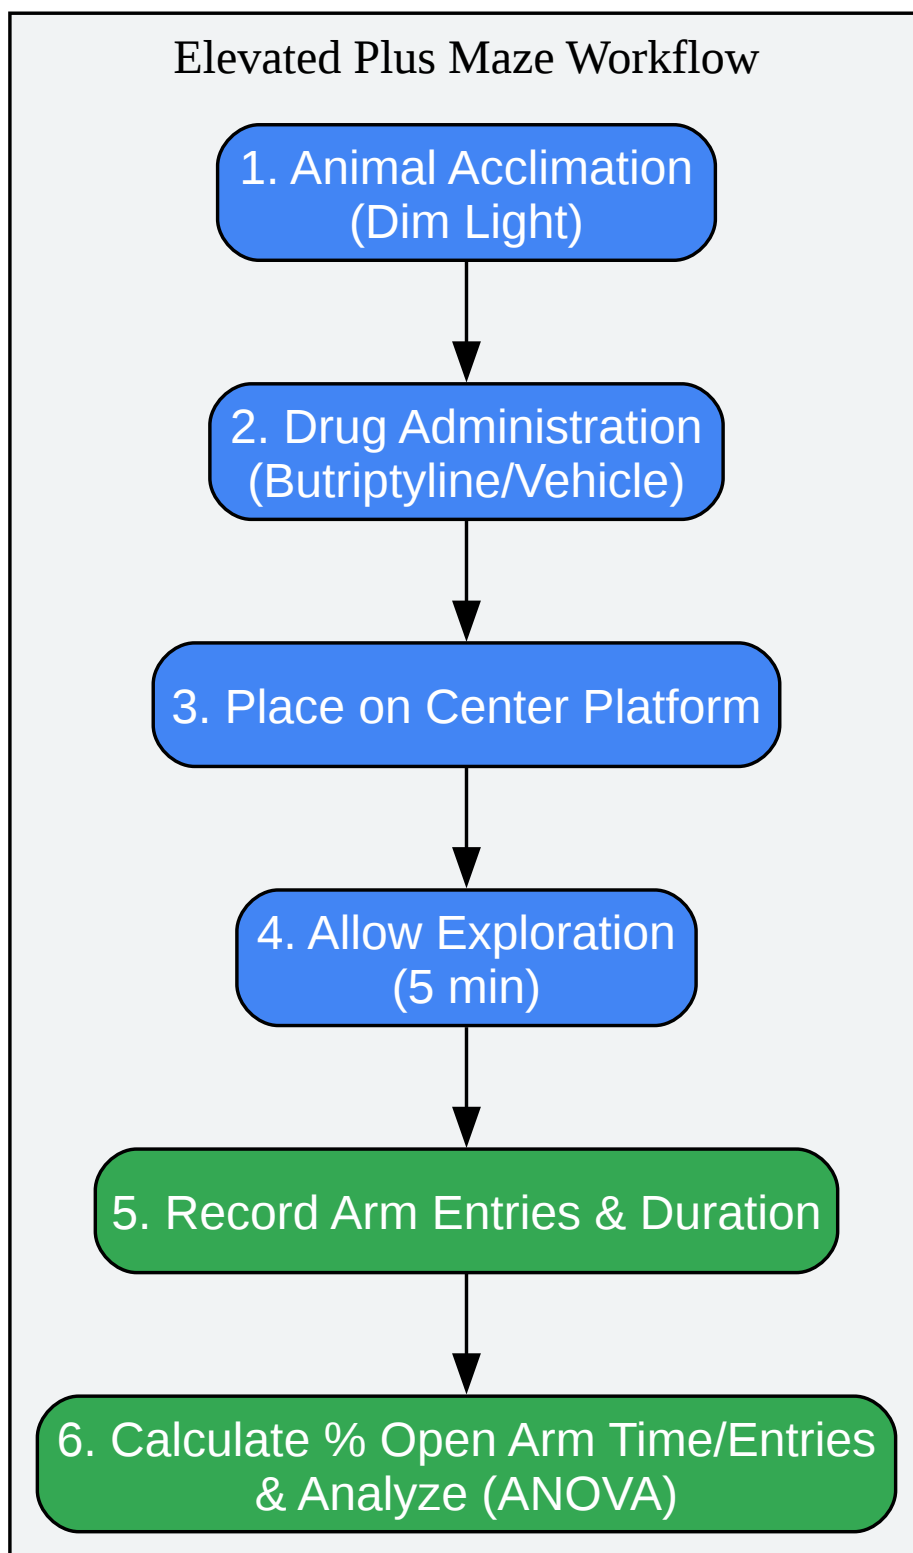 Elevated Plus Maze Workflow
1. Animal Acclimation
(Dim Light)
2. Drug Administration
(Butriptyline/Vehicle)
3. Place on Center Platform
4. Allow Exploration
(5 min)
5. Record Arm Entries & Duration
6. Calculate % Open Arm Time/Entries
& Analyze (ANOVA)